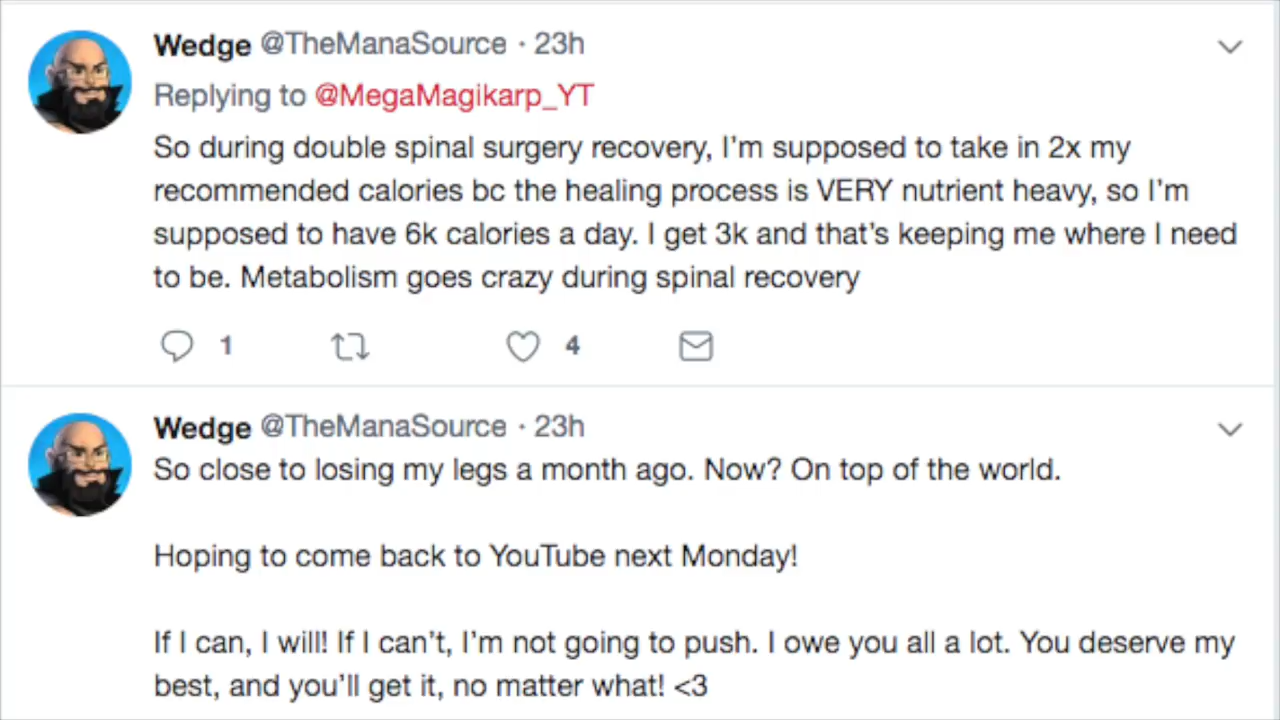 Wedge @TheManaSource · 23h
Replying to @MegaMagikarp_YT
So during double spinal surgery recovery, I'm supposed to take in 2x my
recommended calories bc the healing process is VERY nutrient heavy, so I'm
supposed to have 6k calories a day. I get 3k and that's keeping me where I need
to be. Metabolism goes crazy during spinal recovery
1 4
Wedge @TheManaSource · 23h
So close to losing my legs a month ago. Now? On top of the world.
Hoping to come back to YouTube next Monday!
If I can, I will! If I can't, I'm not going to push. I owe you all a lot. You deserve my
best, and you'll get it, no matter what! <3